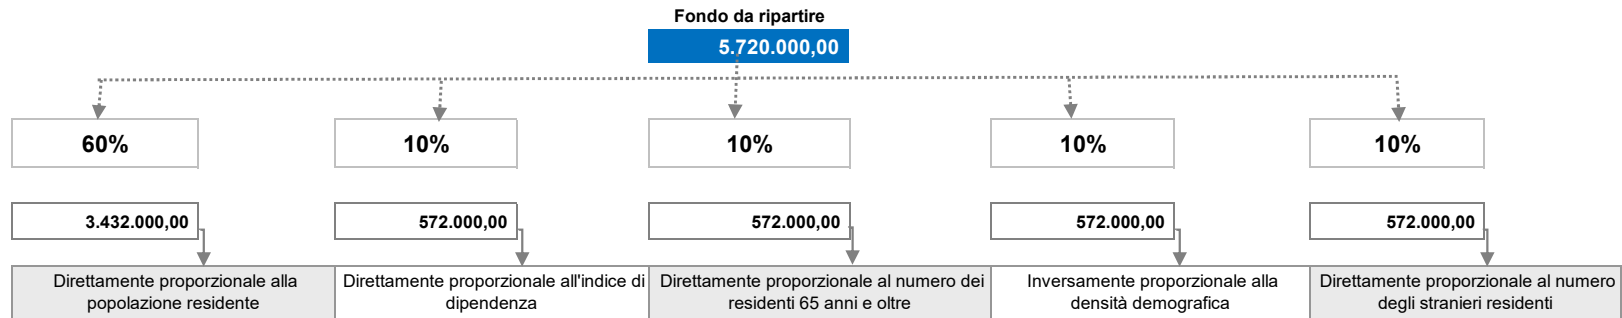 Fondo da ripartire
5.720.000,00
60%
10%
10%
10%
10%
3.432.000,00
572.000,00
572.000,00
572.000,00
572.000,00
Direttamente proporzionale alla
popolazione residente
Direttamente proporzionale all'indice di
dipendenza
Direttamente proporzionale al numero dei
residenti 65 anni e oltre
Inversamente proporzionale alla
densità demografica
Direttamente proporzionale al numero
degli stranieri residenti